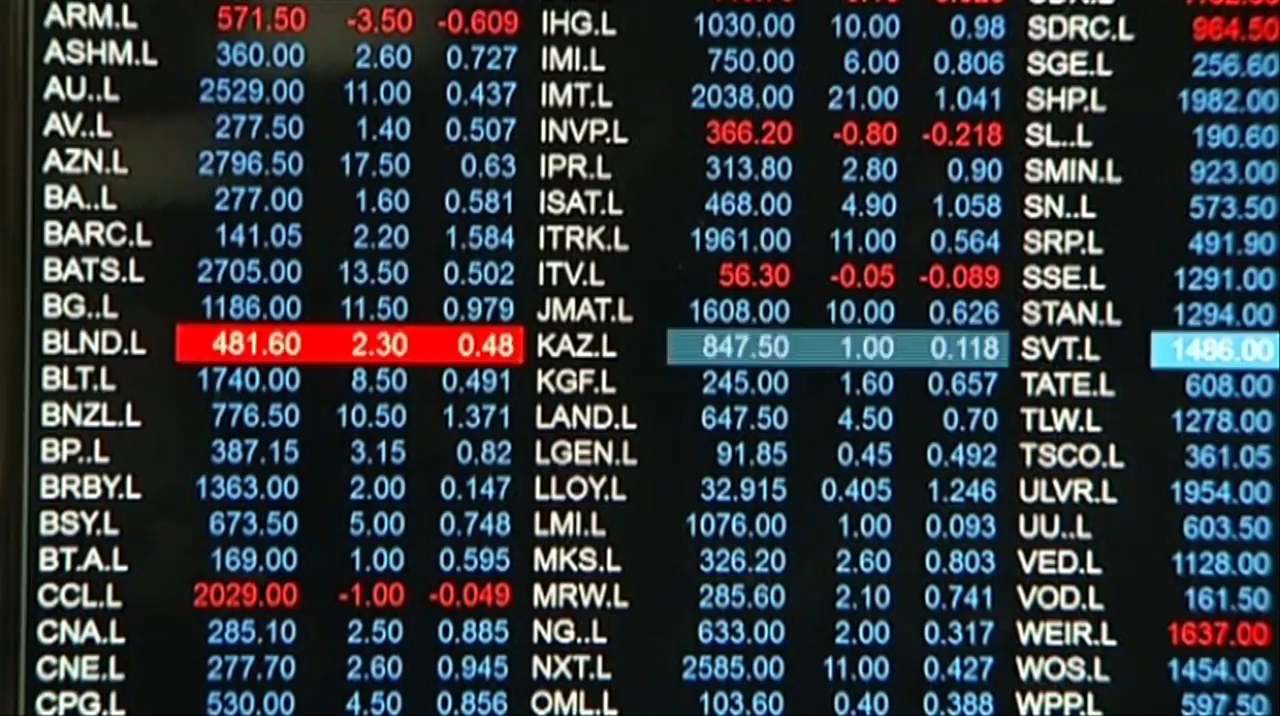 ARM.L 571.50 -3.50 -0.609 IHG.L 1030.00 10.00 0.98 SDRC.L 964.50
ASHM.L 360.00 2.60 0.727 IMI.L 750.00 6.00 0.806 SGE.L 256.60
AU..L 2529.00 11.00 0.437 IMT.L 2038.00 21.00 1.041 SHP.L 1982.00
AV..L 277.50 1.40 0.507 INVP.L 366.20 -0.80 -0.218 SL..L 190.60
AZN.L 2796.50 17.50 0.63 IPR.L 313.80 2.80 0.90 SMIN.L 923.00
BA..L 277.00 1.60 0.581 ISAT.L 468.00 4.90 1.058 SN..L 573.50
BARC.L 141.05 2.20 1.584 ITRK.L 1961.00 11.00 0.564 SRP.L 491.90
BATS.L 2705.00 13.50 0.502 ITV.L 56.30 -0.05 -0.089 SSE.L 1291.00
BG..L 1186.00 11.50 0.979 JMAT.L 1608.00 10.00 0.626 STAN.L 1294.00
BLND.L 481.60 2.30 0.48 KAZ.L 847.50 1.00 0.118 SVT.L 1486.00
BLT.L 1740.00 8.50 0.491 KGF.L 245.00 1.60 0.657 TATE.L 608.00
BNZL.L 776.50 10.50 1.371 LAND.L 647.50 4.50 0.70 TLW.L 1278.00
BP..L 387.15 3.15 0.82 LGEN.L 91.85 0.45 0.492 TSCO.L 361.05
BRBY.L 1363.00 2.00 0.147 LLOY.L 32.915 0.405 1.246 ULVR.L 1954.00
BSY.L 673.50 5.00 0.748 LMI.L 1076.00 1.00 0.093 UU..L 603.50
BT.A.L 169.00 1.00 0.595 MKS.L 326.20 2.60 0.803 VED.L 1128.00
CCL.L 2029.00 -1.00 -0.049 MRW.L 285.60 2.10 0.741 VOD.L 161.50
CNA.L 285.10 2.50 0.885 NG..L 633.00 2.00 0.317 WEIR.L 1637.00
CNE.L 277.70 2.60 0.945 NXT.L 2585.00 11.00 0.427 WOS.L 1454.00
CPG.L 530.00 4.50 0.856 OML.L 103.60 0.40 0.388 WPP.L 597.50